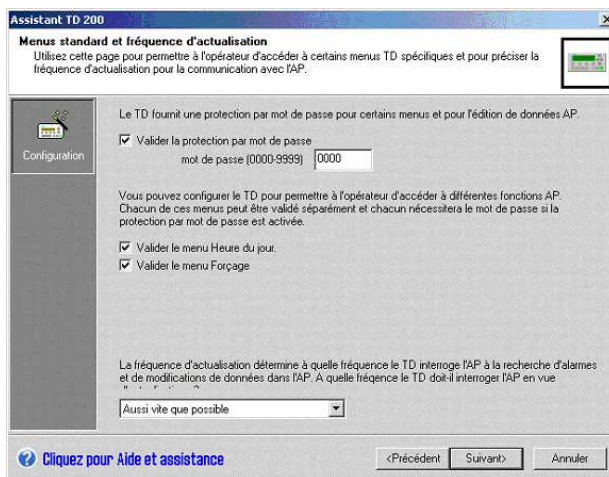 Assistant TD 200
Menus standard et fréquence d'actualisation
Utilisez cette page pour permettre à l'opérateur d'accéder à certains menus TD spécifiques et pour préciser la
fréquence d'actualisation pour la communication avec l'AP.
Configuration
Le TD fournit une protection par mot de passe pour certains menus et pour l'édition de données AP.
Valider la protection par mot de passe
mot de passe (0000-9999) 0000
Vous pouvez configurer le TD pour permettre à l'opérateur d'accéder à différentes fonctions AP.
Chacun de ces menus peut être validé séparément et chacun nécessitera le mot de passe si la
protection par mot de passe est activée.
Valider le menu Heure du jour.
Valider le menu Forçage
La fréquence d'actualisation détermine à quelle fréquence le TD interroge l'AP à la recherche d'alarmes
et de modifications de données dans l'AP. A quelle fréqence le TD doit-il interroger l'AP en vue
Aussi vite que possible
Cliquez pour Aide et assistance
<Précédent Suivant> Annuler